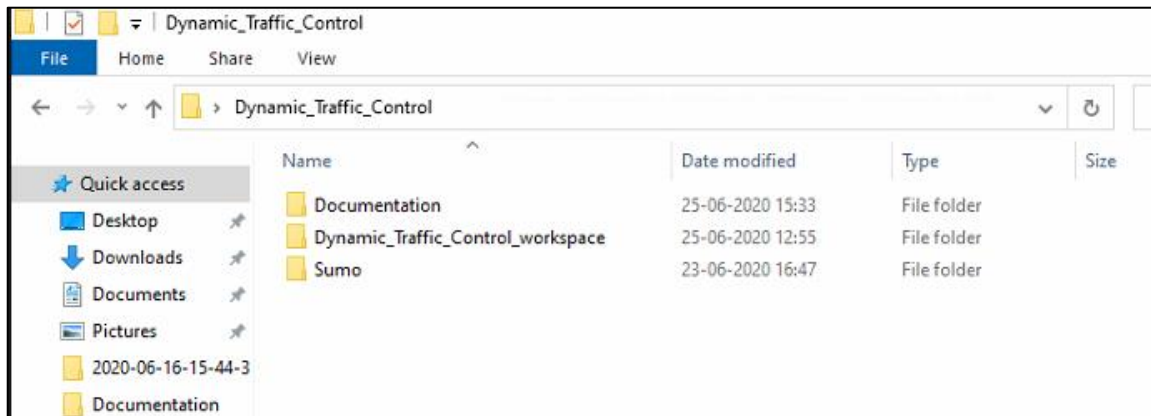 Dynamic_Traffic_Control
File Home Share View
Dynamic_Traffic_Control
Name Date modified Type Size
Quick access
Desktop
Downloads
Documents
Pictures
2020-06-16-15-44-3
Documentation
Documentation 25-06-2020 15:33 File folder
Dynamic_Traffic_Control_workspace 25-06-2020 12:55 File folder
Sumo 23-06-2020 16:47 File folder